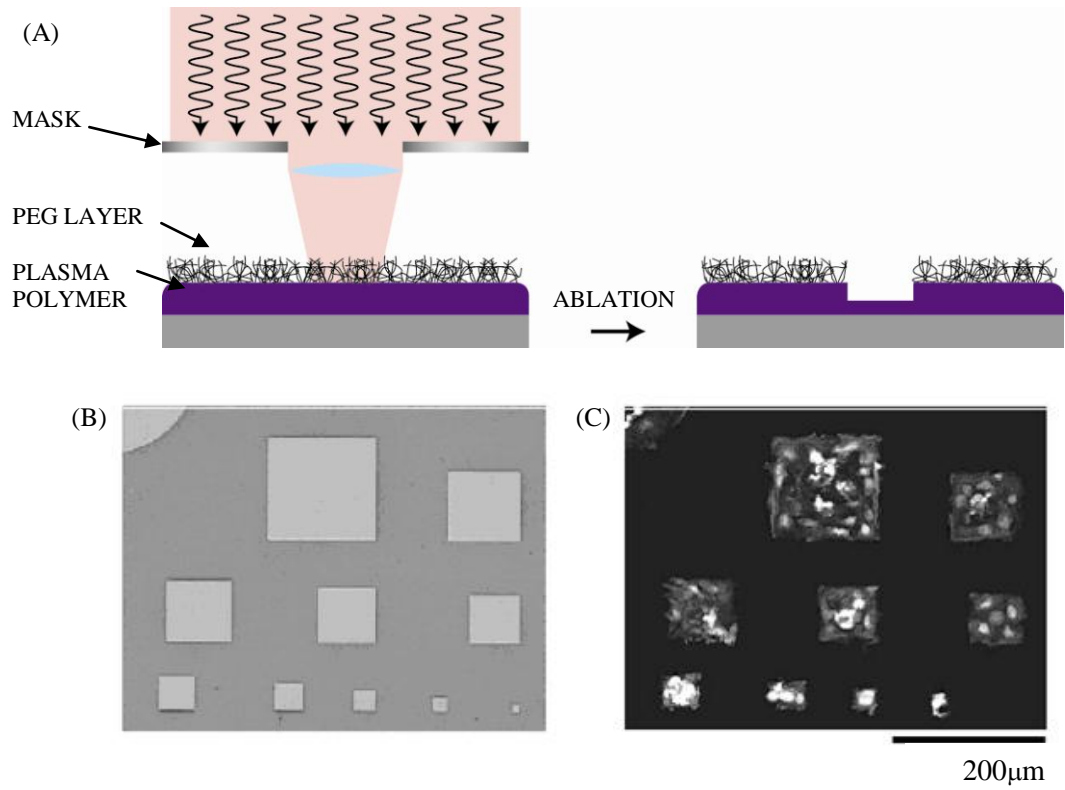 (A)
MASK
PEG LAYER
PLASMA
POLYMER
ABLATION
(B)
(C)
200μm